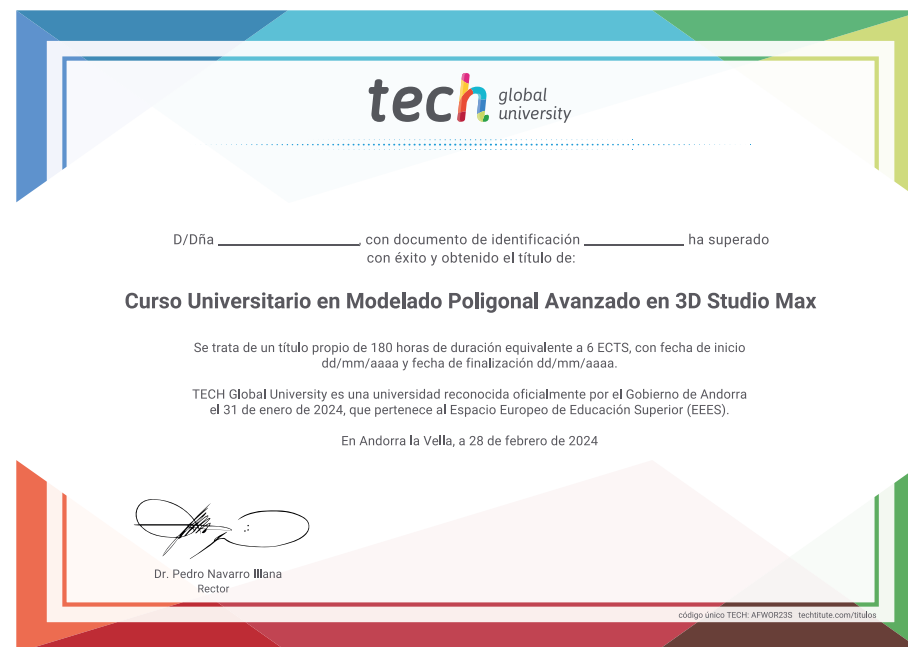 tech global university
D/Dña ____________________, con documento de identificación ______________ ha superado
con éxito y obtenido el título de:
Curso Universitario en Modelado Poligonal Avanzado en 3D Studio Max
Se trata de un título propio de 180 horas de duración equivalente a 6 ECTS, con fecha de inicio
dd/mm/aaaa y fecha de finalización dd/mm/aaaa.
TECH Global University es una universidad reconocida oficialmente por el Gobierno de Andorra
el 31 de enero de 2024, que pertenece al Espacio Europeo de Educación Superior (EEES).
En Andorra la Vella, a 28 de febrero de 2024
Dr. Pedro Navarro Illana
Rector
código único TECH: AFWOR23S techtitute.com/titulos